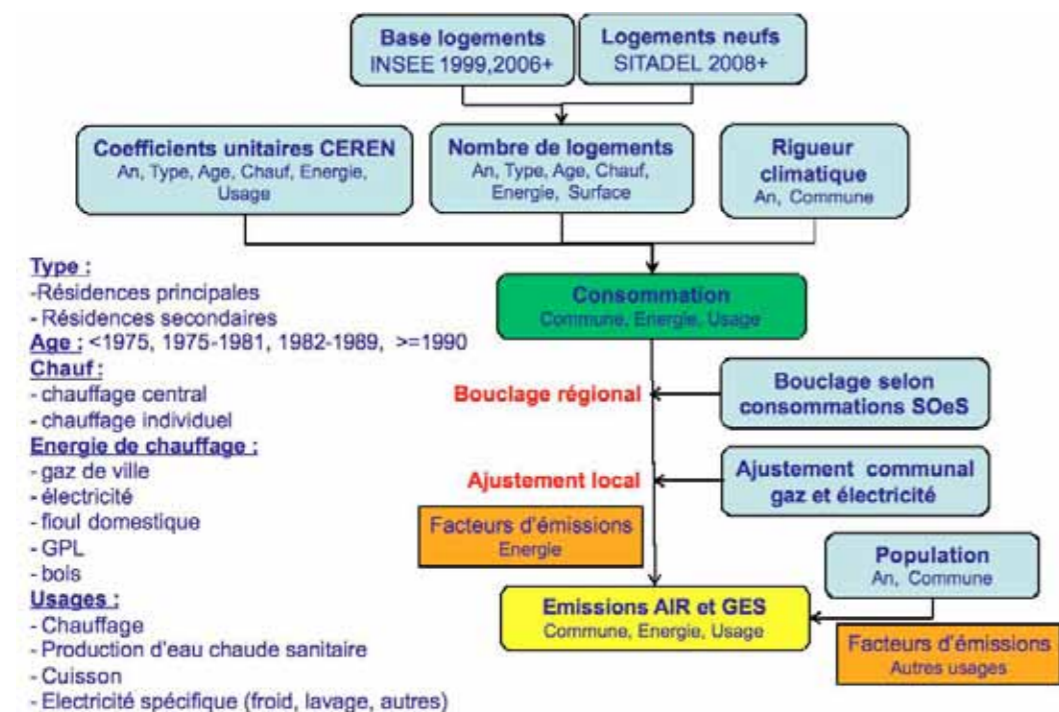 Base logements
INSEE 1999,2006+
Logements neufs
SITADEL 2008+
Coefficients unitaires CEREN
An, Type, Age, Chauf, Energie,
Usage
Nombre de logements
An, Type, Age, Chauf,
Energie, Surface
Rigueur
climatique
An, Commune
Type :
-Résidences principales
- Résidences secondaires
Age : <1975, 1975-1981, 1982-1989, >=1990
Chauf :
- chauffage central
- chauffage individuel
Energie de chauffage :
- gaz de ville
- électricité
- fioul domestique
- GPL
- bois
Usages :
- Chauffage
- Production d'eau chaude sanitaire
- Cuisson
- Electricité spécifique (froid, lavage, autres)
Consommation
Commune, Energie, Usage
Bouclage régional
Bouclage selon
consommations SOeS
Ajustement local
Ajustement communal
gaz et électricité
Facteurs d'émissions
Energie
Population
An, Commune
Emissions AIR et GES
Commune, Energie, Usage
Facteurs d'émissions
Autres usages